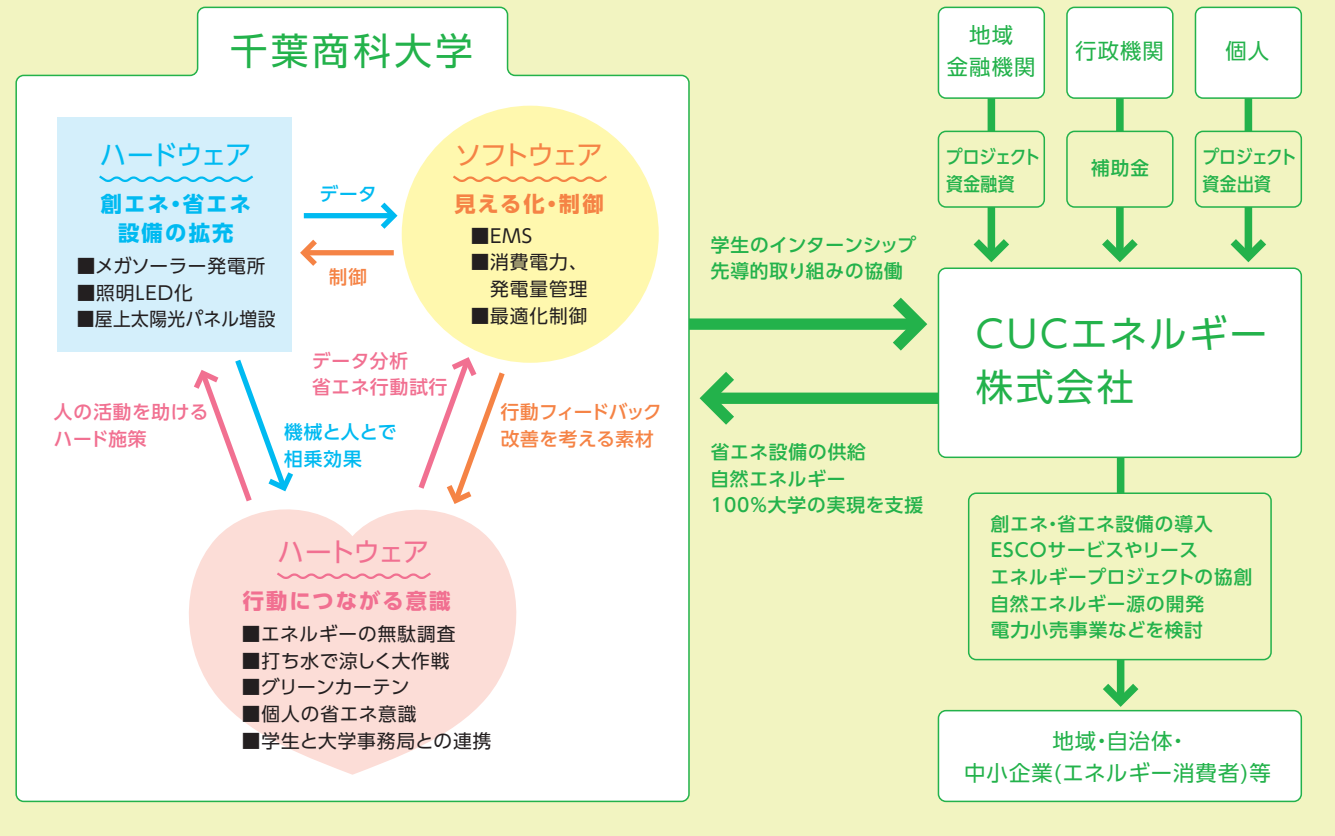 千葉商科大学
ハードウェア
創エネ・省エネ
設備の拡充
■メガソーラー発電所
■照明LED化
■屋上太陽光パネル増設
データ
制御
ソフトウェア
見える化・制御
■EMS
■消費電力、
発電量管理
■最適化制御
人の活動を助ける
ハード施策
機械と人とで
相乗効果
データ分析
省エネ行動試行
行動フィードバック
改善を考える素材
ハートウェア
行動につながる意識
■エネルギーの無駄調査
■打ち水で涼しく大作戦
■グリーンカーテン
■個人の省エネ意識
■学生と大学事務局との連携
学生のインターンシップ
先導的取り組みの協働
省エネ設備の供給
自然エネルギー
100%大学の実現を支援
地域
金融機関
行政機関
個人
プロジェクト
資金融資
補助金
プロジェクト
資金出資
CUCエネルギー
株式会社
創エネ・省エネ設備の導入
ESCOサービスやリース
エネルギープロジェクトの協創
自然エネルギー源の開発
電力小売事業などを検討
地域・自治体・
中小企業(エネルギー消費者)等